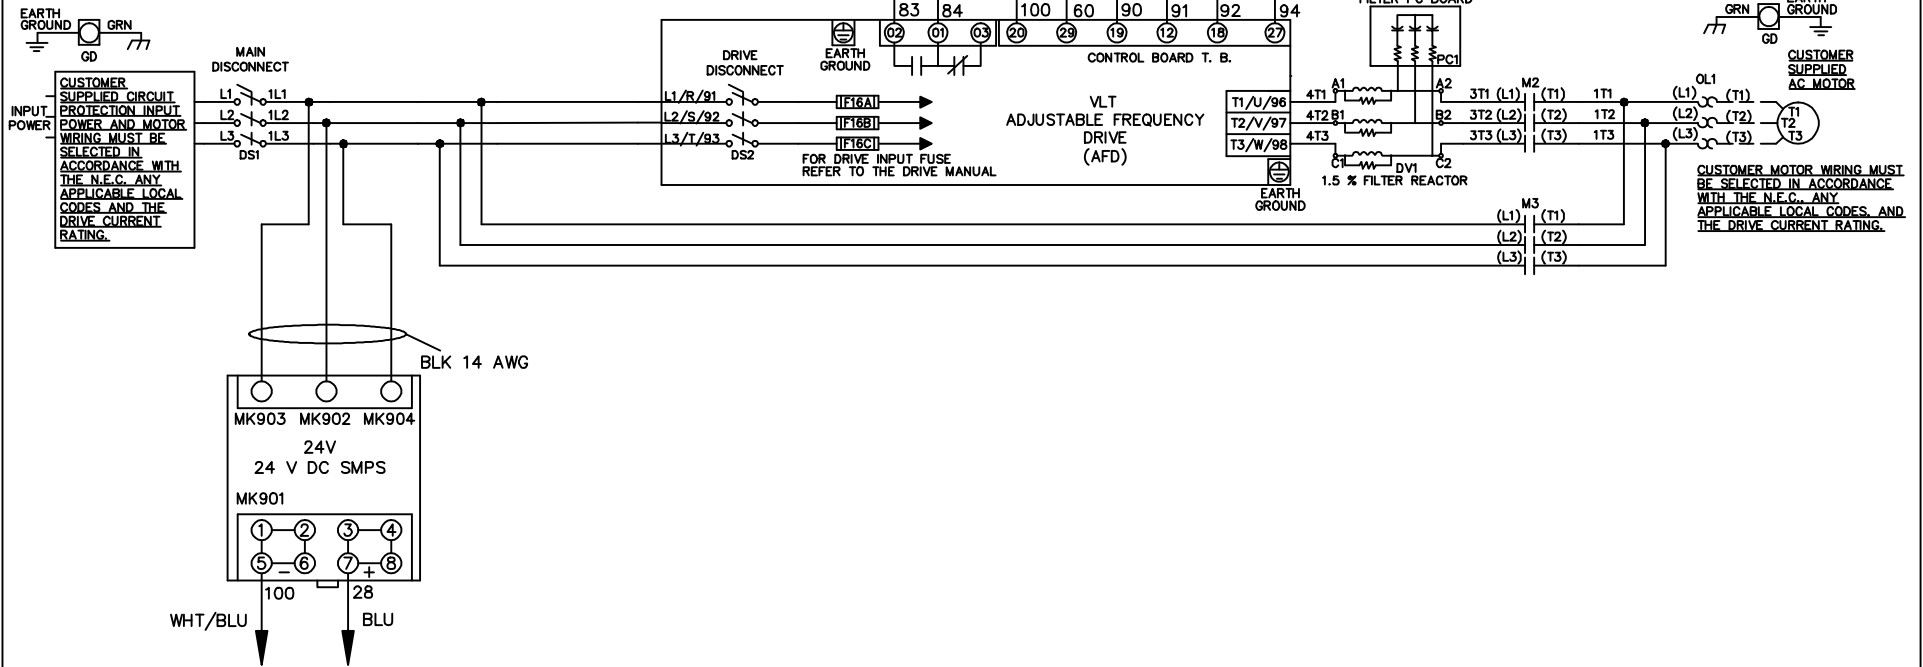 EARTH
GROUND
GRN
GD
83 84 100 60 90 91 92 94
02 01 03 20 29 19 12 18 27
EARTH
GROUND
CONTROL BOARD T. B.
MAIN
DISCONNECT
DRIVE
DISCONNECT
INPUT
POWER
CUSTOMER
SUPPLIED CIRCUIT
PROTECTION INPUT
POWER AND MOTOR
WIRING MUST BE
SELECTED IN
ACCORDANCE WITH
THE N.E.C. ANY
APPLICABLE LOCAL
CODES AND THE
DRIVE CURRENT
RATING.
L1 1L1
L2 1L2
L3 1L3
DS1
L1/R/91
L2/S/92
L3/T/93
DS2
F16A
F16B
F16C
FOR DRIVE INPUT FUSE
REFER TO THE DRIVE MANUAL
VLT
ADJUSTABLE FREQUENCY
DRIVE
(AFD)
T1/U/96
T2/V/97
T3/W/98
EARTH
GROUND
4T1 A1 A2
4T2 B1 B2
4T3 C1 C2
DV1
1.5 % FILTER REACTOR
FILTER PC BOARD
PC1
M2
3T1 (L1) (T1) 1T1
3T2 (L2) (T2) 1T2
3T3 (L3) (T3) 1T3
M3
(L1) (T1)
(L2) (T2)
(L3) (T3)
OL1
(L1) (T1)
(L2) (T2)
(L3) (T3)
GRN
EARTH
GROUND
GD
CUSTOMER
SUPPLIED
AC MOTOR
T1
T2
T3
CUSTOMER MOTOR WIRING MUST
BE SELECTED IN ACCORDANCE
WITH THE N.E.C., ANY
APPLICABLE LOCAL CODES, AND
THE DRIVE CURRENT RATING.
BLK 14 AWG
MK903 MK902 MK904
24V
24 V DC SMPS
MK901
1 2 3 4
5 - 6 7 + 8
100 28
WHT/BLU BLU